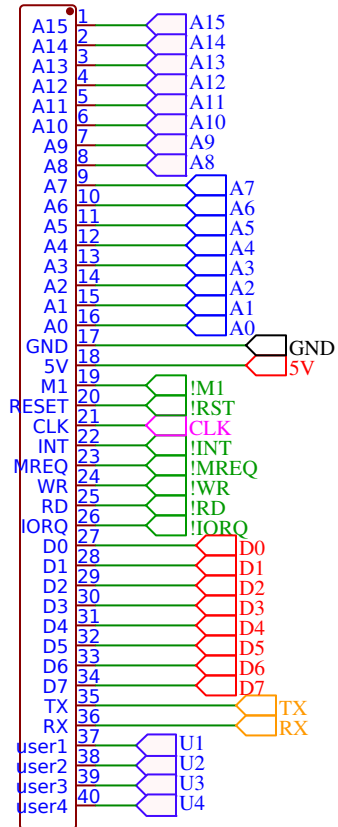 A15 1 A15
A14 2 A14
A13 3 A13
A12 4 A12
A11 5 A11
A10 6 A10
A9 7 A9
A8 8 A8
A7 9 A7
A6 10 A6
A5 11 A5
A4 12 A4
A3 13 A3
A2 14 A2
A1 15 A1
A0 16 A0
GND 17 GND
5V 18 5V
M1 19 !M1
RESET 20 !RST
CLK 21 CLK
INT 22 !INT
MREQ 23 !MREQ
WR 24 !WR
RD 25 !RD
IORQ 26 !IORQ
D0 27 D0
D1 28 D1
D2 29 D2
D3 30 D3
D4 31 D4
D5 32 D5
D6 33 D6
D7 34 D7
TX 35 TX
RX 36 RX
user1 37 U1
user2 38 U2
user3 39 U3
user4 40 U4